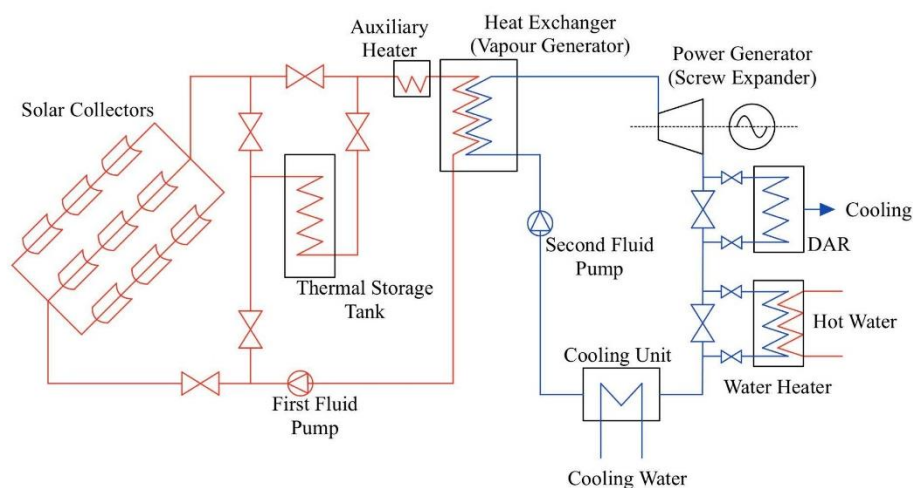 Solar Collectors
Auxiliary
Heater
Heat Exchanger
(Vapour Generator)
Power Generator
(Screw Expander)
Cooling
DAR
Thermal Storage
Tank
Second Fluid
Pump
Hot Water
Water Heater
Cooling Unit
First Fluid
Pump
Cooling Water